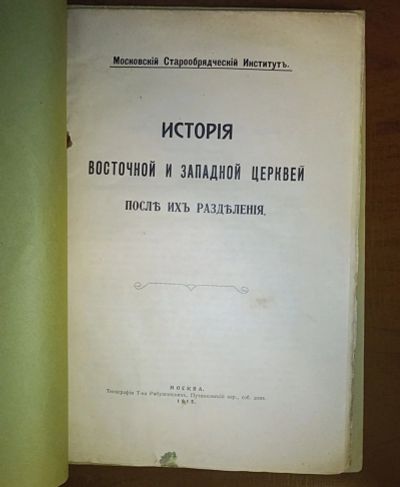 Московскій Старообрядческій Институтъ.
ИСТОРІЯ
ВОСТОЧНОЙ И ЗАПАДНОЙ ЦЕРКВЕЙ
ПОСЛѢ ИХЪ РАЗДѢЛЕНІЯ.
МОСКВА.
Типографія Т-ва Рябушинскихъ, Путинковскій пер., соб. домъ.